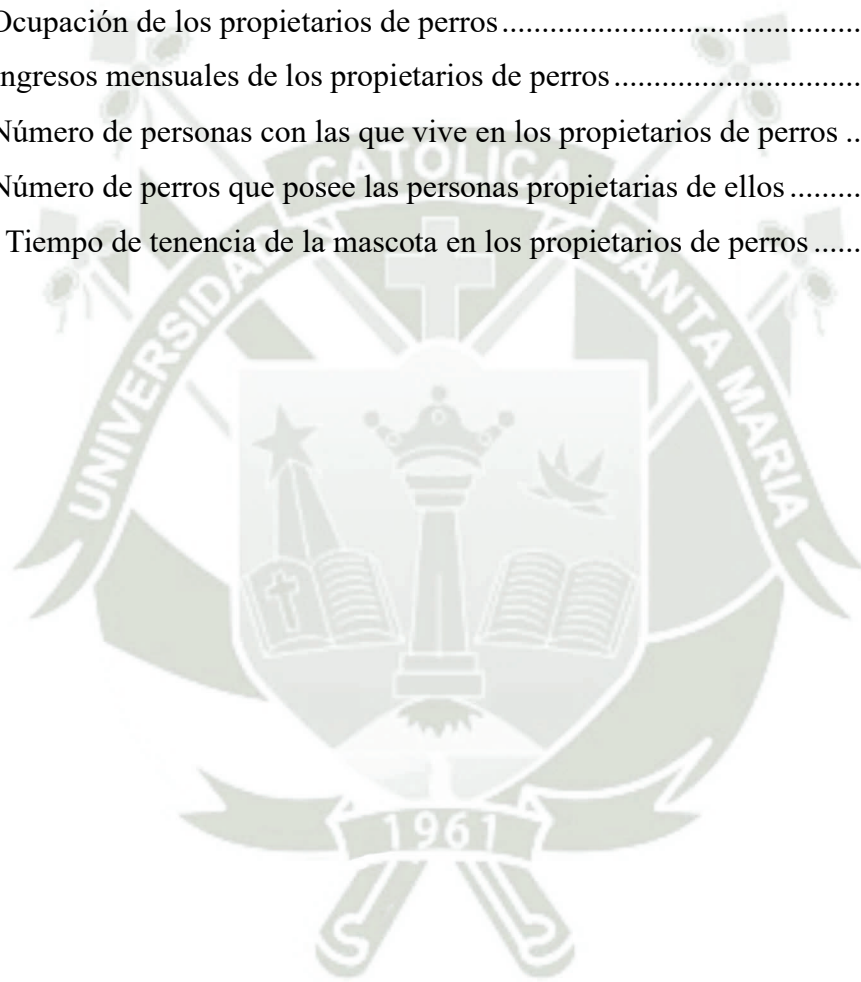 Ocupación de los propietarios de perros ........................................
ngresos mensuales de los propietarios de perros ...........................
Número de personas con las que vive en los propietarios de perros ..
Número de perros que posee las personas propietarias de ellos .........
Tiempo de tenencia de la mascota en los propietarios de perros ......
UNIVERSIDAD CATÓLICA SANTA MARIA
1961